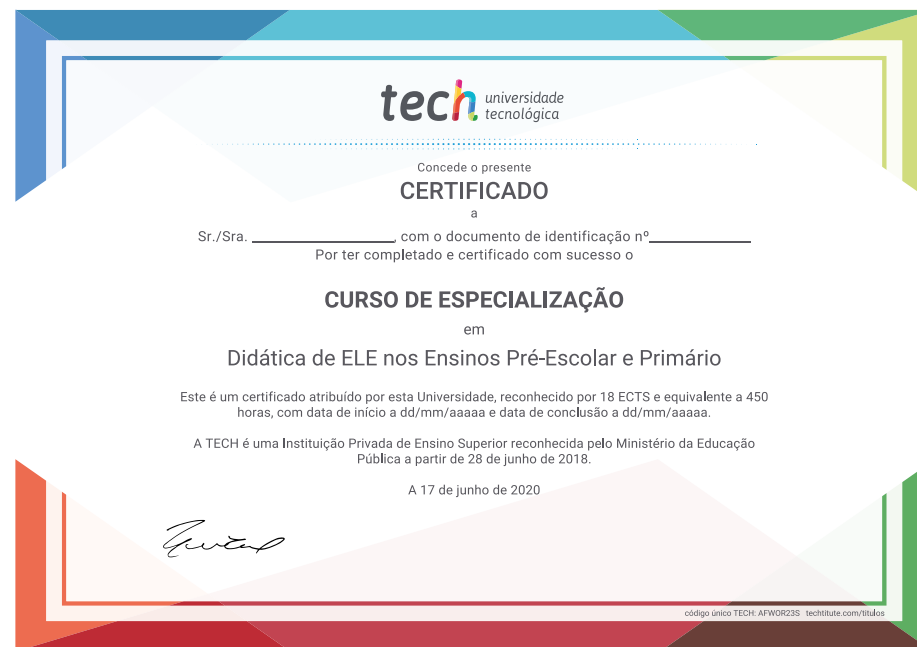 tech universidade
tecnológica
Concede o presente
CERTIFICADO
a
Sr./Sra. ____________________, com o documento de identificação nº______________
Por ter completado e certificado com sucesso o
CURSO DE ESPECIALIZAÇÃO
em
Didática de ELE nos Ensinos Pré-Escolar e Primário
Este é um certificado atribuído por esta Universidade, reconhecido por 18 ECTS e equivalente a 450
horas, com data de início a dd/mm/aaaaa e data de conclusão a dd/mm/aaaaa.
A TECH é uma Instituição Privada de Ensino Superior reconhecida pelo Ministério da Educação
Pública a partir de 28 de junho de 2018.
A 17 de junho de 2020
código único TECH: AFWOR23S techtitute.com/titulos